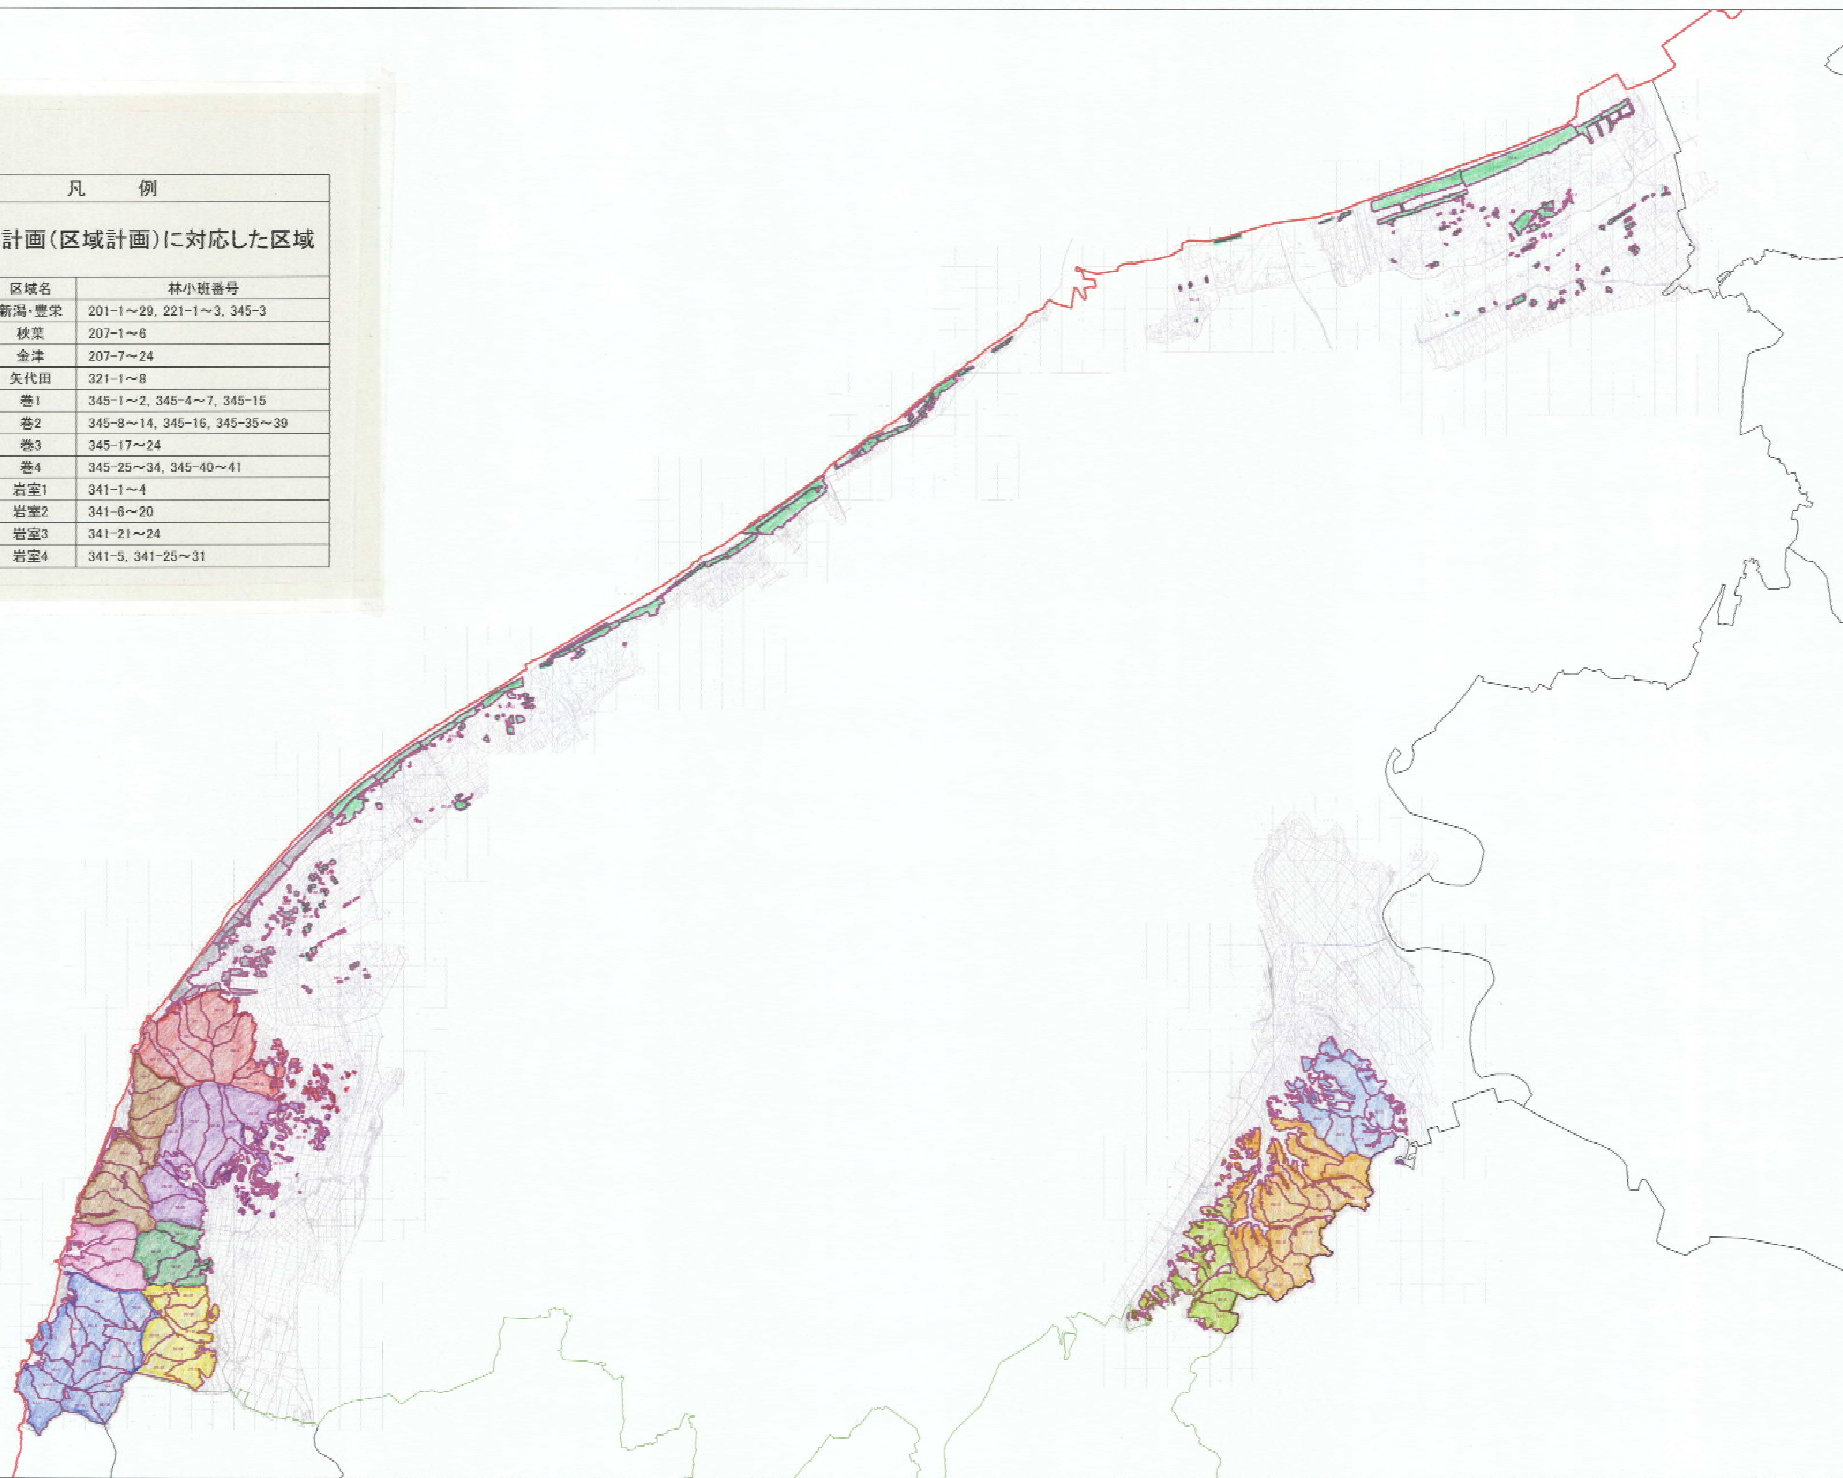 凡 例
計画(区域計画)に対応した区域
区域名 林小班番号
新潟・豊栄 201-1～29, 221-1～3, 345-3
秋葉 207-1～6
金津 207-7～24
矢代田 321-1～8
巻1 345-1～2, 345-4～7, 345-15
巻2 345-8～14, 345-16, 345-35～39
巻3 345-17～24
巻4 345-25～34, 345-40～41
岩室1 341-1～4
岩室2 341-6～20
岩室3 341-21～24
岩室4 341-5, 341-25～31